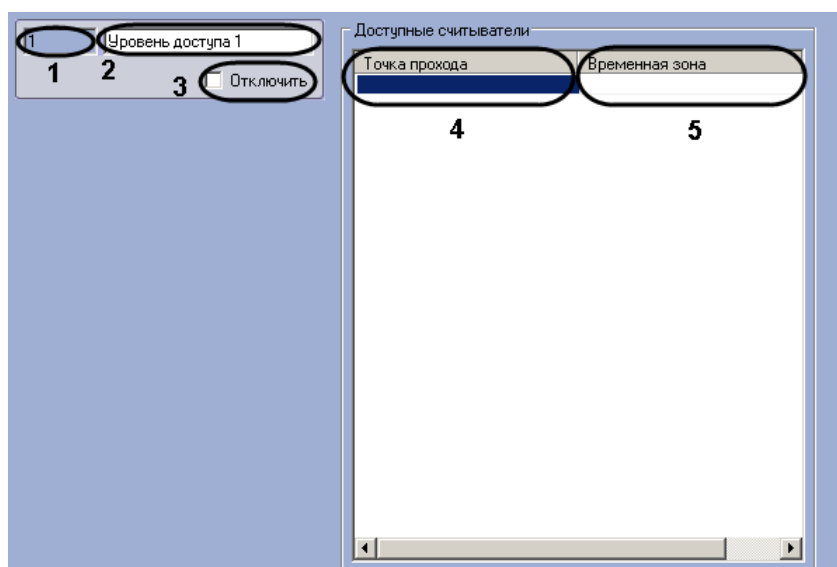 1 Уровень доступа 1
1 2
3 Отключить
Доступные считыватели
Точка прохода Временная зона
4 5